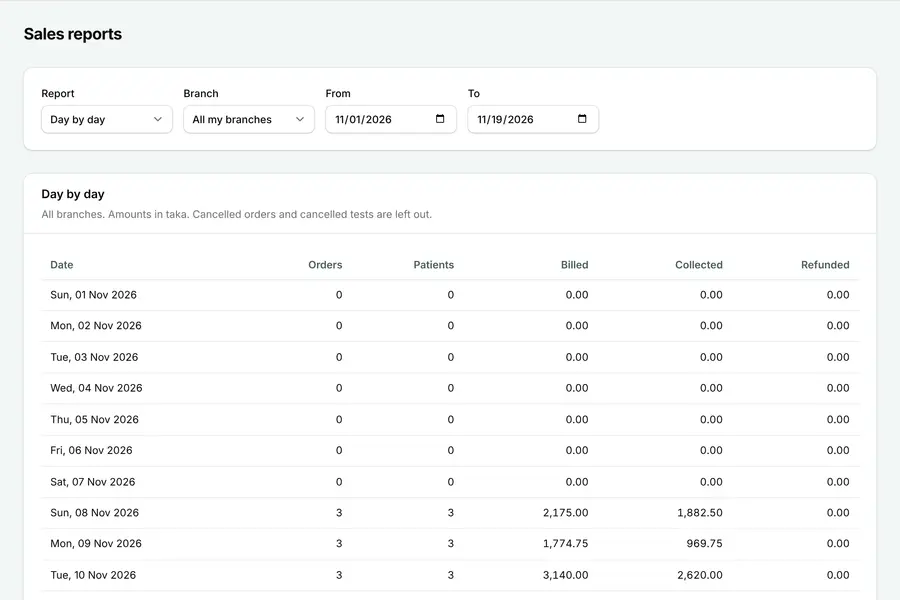 Sales reports
Report Branch From To
Day by day All my branches 11/01/2026 11/19/2026
Day by day
All branches. Amounts in taka. Cancelled orders and cancelled tests are left out.
Date Orders Patients Billed Collected Refunded
Sun, 01 Nov 2026 0 0 0.00 0.00 0.00
Mon, 02 Nov 2026 0 0 0.00 0.00 0.00
Tue, 03 Nov 2026 0 0 0.00 0.00 0.00
Wed, 04 Nov 2026 0 0 0.00 0.00 0.00
Thu, 05 Nov 2026 0 0 0.00 0.00 0.00
Fri, 06 Nov 2026 0 0 0.00 0.00 0.00
Sat, 07 Nov 2026 0 0 0.00 0.00 0.00
Sun, 08 Nov 2026 3 3 2,175.00 1,882.50 0.00
Mon, 09 Nov 2026 3 3 1,774.75 969.75 0.00
Tue, 10 Nov 2026 3 3 3,140.00 2,620.00 0.00